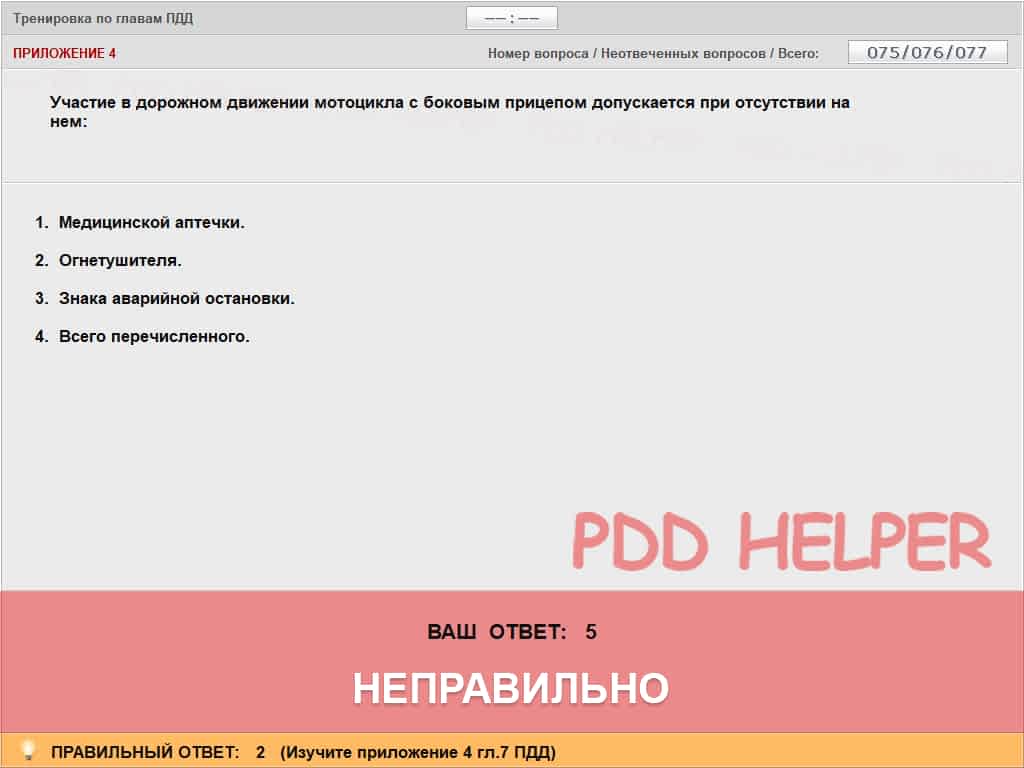 Тренировка по главам ПДД
––:––
ПРИЛОЖЕНИЕ 4
Номер вопроса / Неотвеченных вопросов / Всего:
075/076/077
Участие в дорожном движении мотоцикла с боковым прицепом допускается при отсутствии на
нем:
1. Медицинской аптечки.
2. Огнетушителя.
3. Знака аварийной остановки.
4. Всего перечисленного.
PDD HELPER
ВАШ ОТВЕТ: 5
НЕПРАВИЛЬНО
ПРАВИЛЬНЫЙ ОТВЕТ: 2 (Изучите приложение 4 гл.7 ПДД)